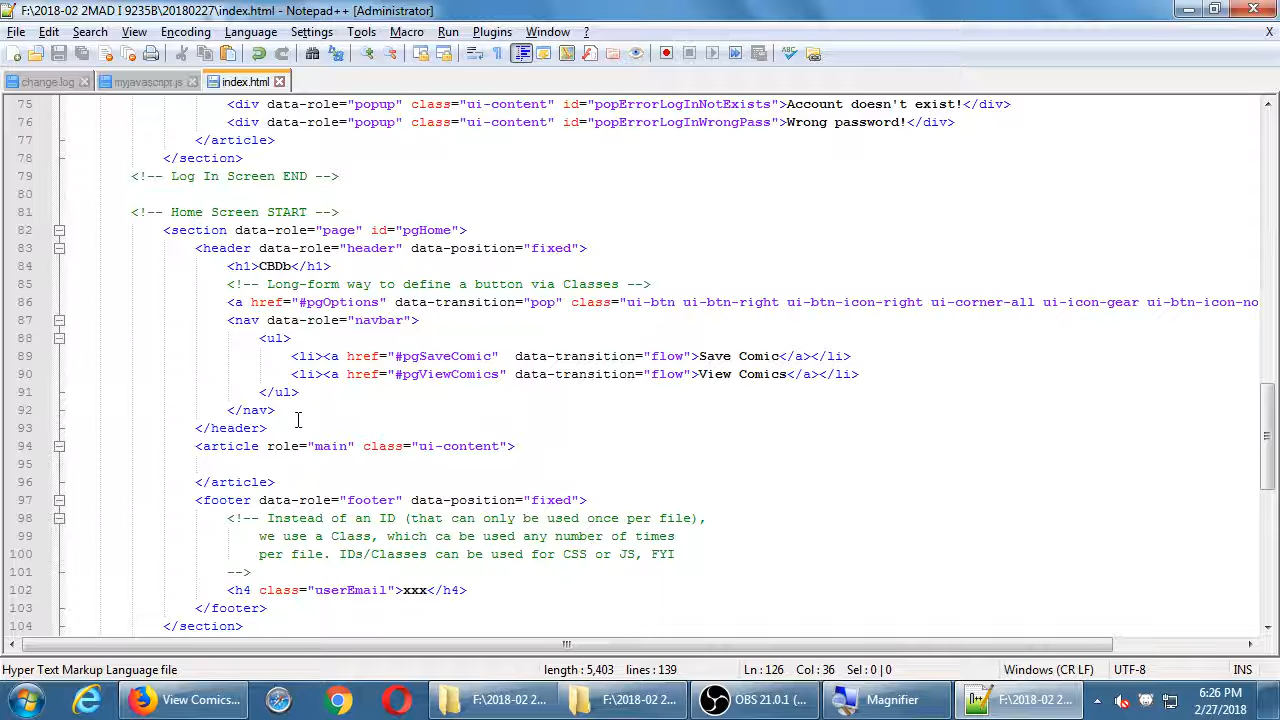 F:\2018-02 2MAD I 9235B\20180227\index.html - Notepad++ [Administrator]
File Edit Search View Encoding Language Settings Tools Macro Run Plugins Window ? X
change.log myjavascript.js index.html
75 <div data-role="popup" class="ui-content" id="popErrorLogInNotExists">Account doesn't exist!</div>
76 <div data-role="popup" class="ui-content" id="popErrorLogInWrongPass">Wrong password!</div>
77 </article>
78 </section>
79 <!-- Log In Screen END -->
80
81 <!-- Home Screen START -->
82 <section data-role="page" id="pgHome">
83 <header data-role="header" data-position="fixed">
84 <h1>CBDb</h1>
85 <!-- Long-form way to define a button via Classes -->
86 <a href="#pgOptions" data-transition="pop" class="ui-btn ui-btn-right ui-btn-icon-right ui-corner-all ui-icon-gear ui-btn-icon-no
87 <nav data-role="navbar">
88 <ul>
89 <li><a href="#pgSaveComic" data-transition="flow">Save Comic</a></li>
90 <li><a href="#pgViewComics" data-transition="flow">View Comics</a></li>
91 </ul>
92 </nav>
93 </header>
94 <article role="main" class="ui-content">
95
96 </article>
97 <footer data-role="footer" data-position="fixed">
98 <!-- Instead of an ID (that can only be used once per file),
99 we use a Class, which ca be used any number of times
100 per file. IDs/Classes can be used for CSS or JS, FYI
101 -->
102 <h4 class="userEmail">xxx</h4>
103 </footer>
104 </section>
Hyper Text Markup Language file length : 5,403 lines : 139 Ln : 126 Col : 36 Sel : 0 | 0 Windows (CR LF) UTF-8 INS
View Comics... F:\2018-02 2... F:\2018-02 2... OBS 21.0.1 (... Magnifier F:\2018-02 2... 6:26 PM
2/27/2018